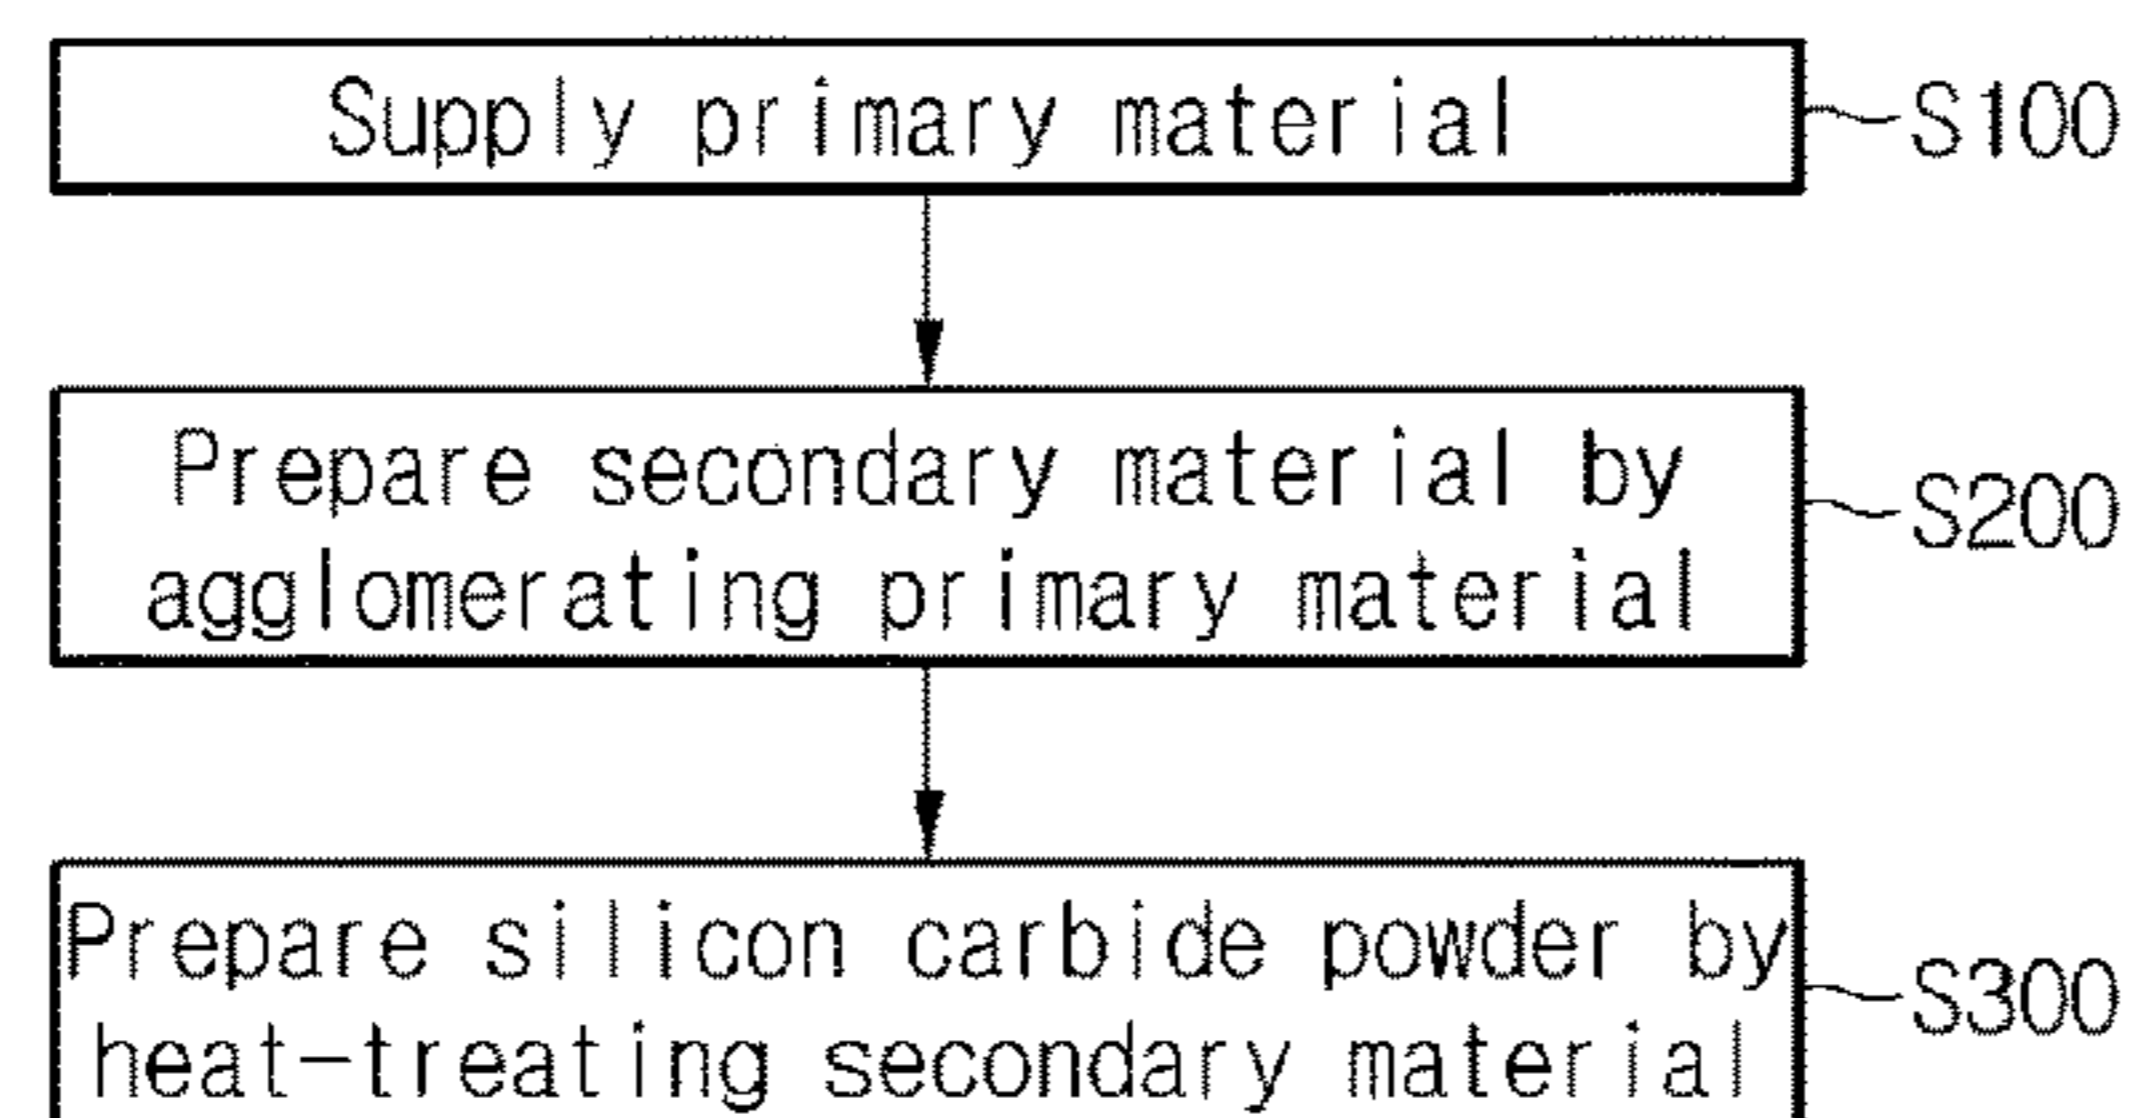 Supply primary material
S100
Prepare secondary material by
agglomerating primary material
S200
Prepare silicon carbide powder by
heat-treating secondary material
S300